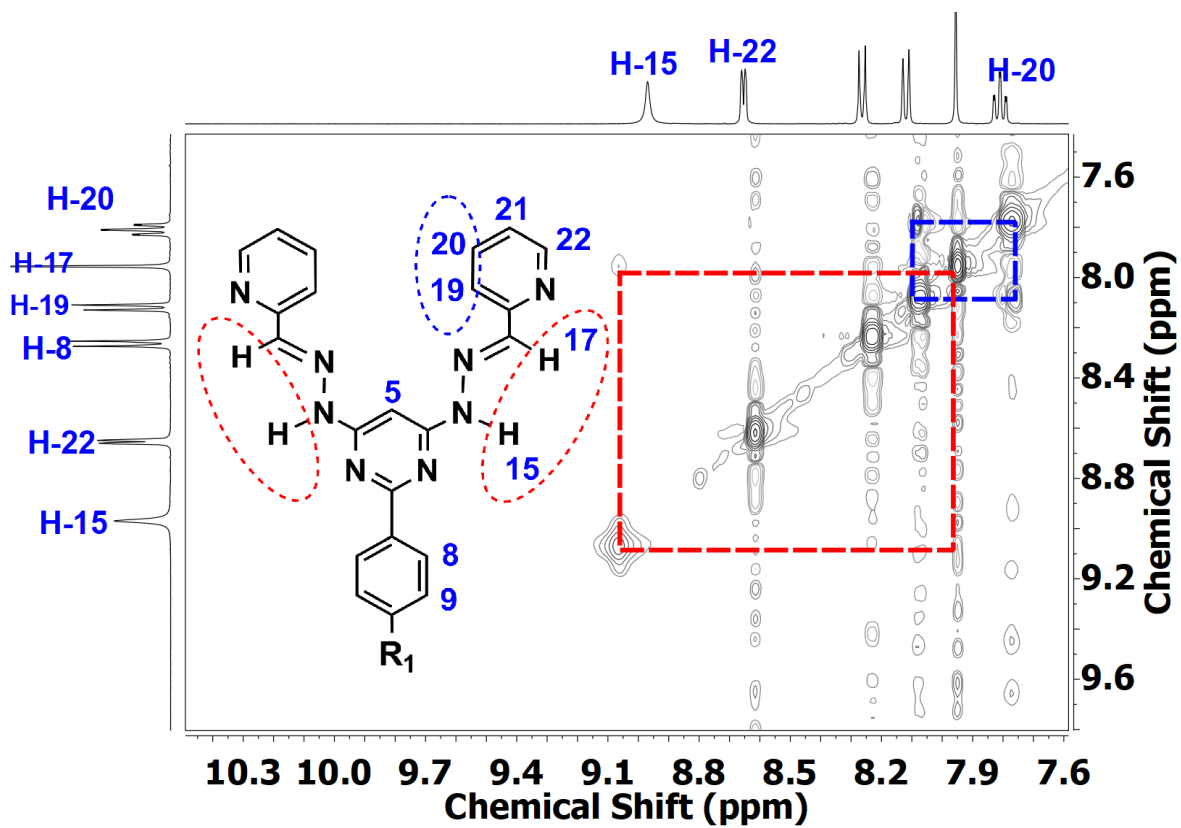 H-15 H-22 H-20
H-20
H-17
H-19
H-8
H-22
H-15
7.6
8.0
8.4
8.8
9.2
9.6
Chemical Shift (ppm)
21
20 22
N 19 N
H N N H 17
5
H N N H
N N 15
8
9
R1
10.3 10.0 9.7 9.4 9.1 8.8 8.5 8.2 7.9 7.6
Chemical Shift (ppm)